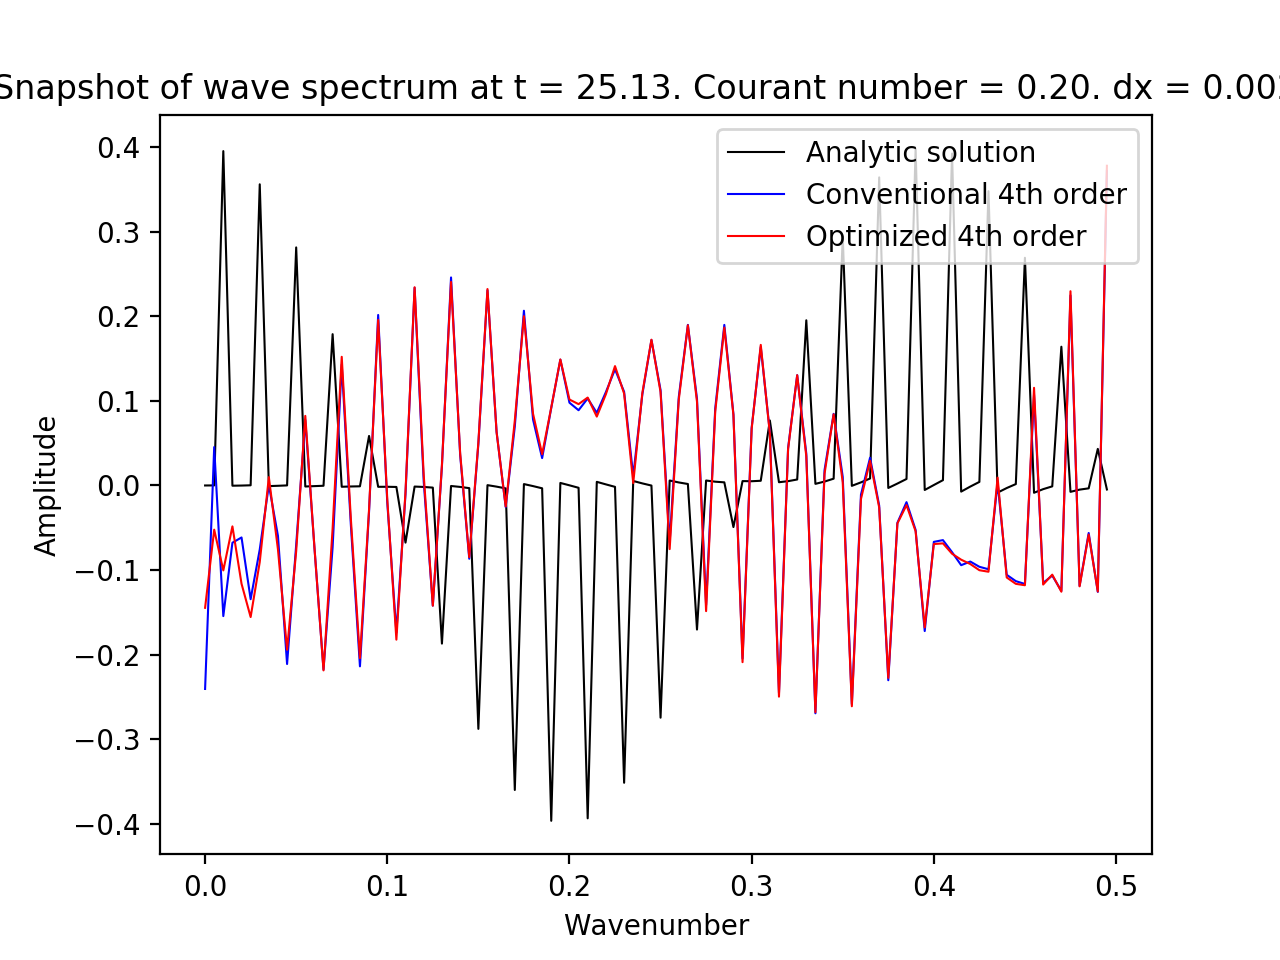 Snapshot of wave spectrum at t = 25.13. Courant number = 0.20. dx = 0.00
Analytic solution
Conventional 4th order
Optimized 4th order
0.4
0.3
0.2
0.1
0.0
−0.1
−0.2
−0.3
−0.4
Amplitude
0.0 0.1 0.2 0.3 0.4 0.5
Wavenumber